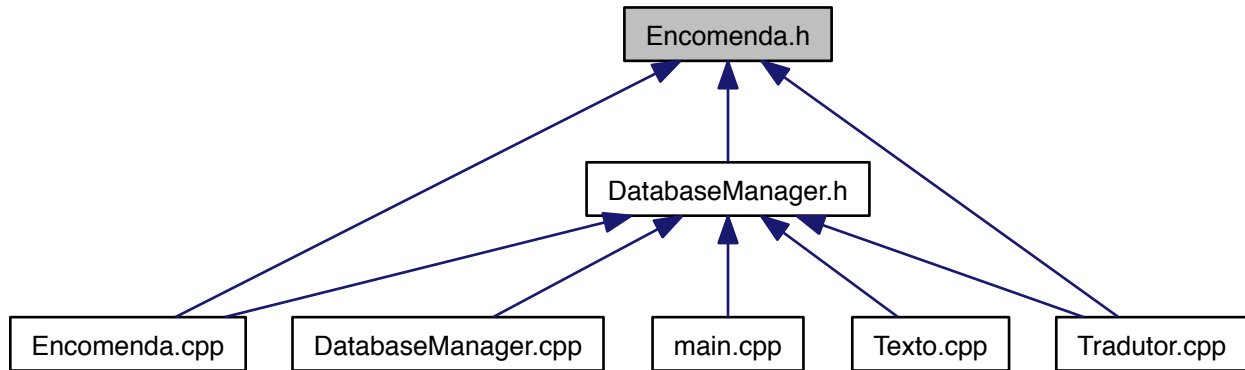 Encomenda.h
DatabaseManager.h
Encomenda.cpp
DatabaseManager.cpp
main.cpp
Texto.cpp
Tradutor.cpp